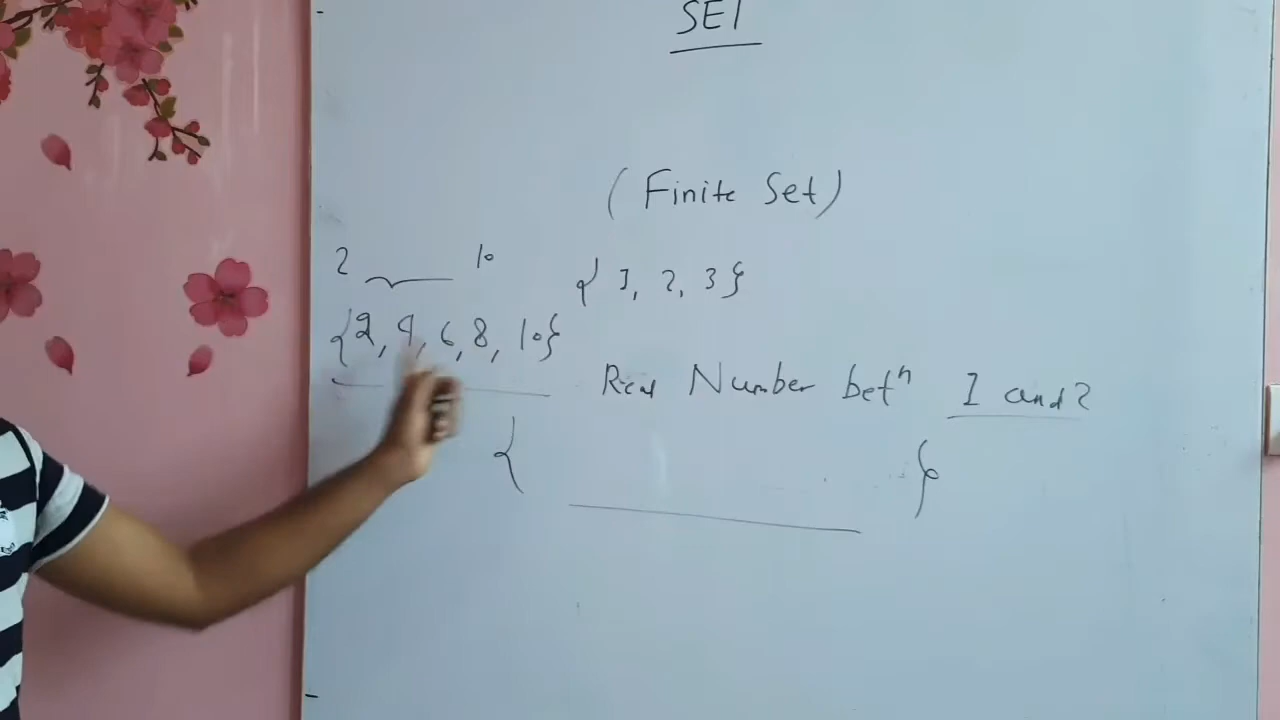 SET
(Finite Set)
2 10
{1, 2, 3}
{2, 4, 6, 8, 10}
Real Number betⁿ 1 and 2
{ }